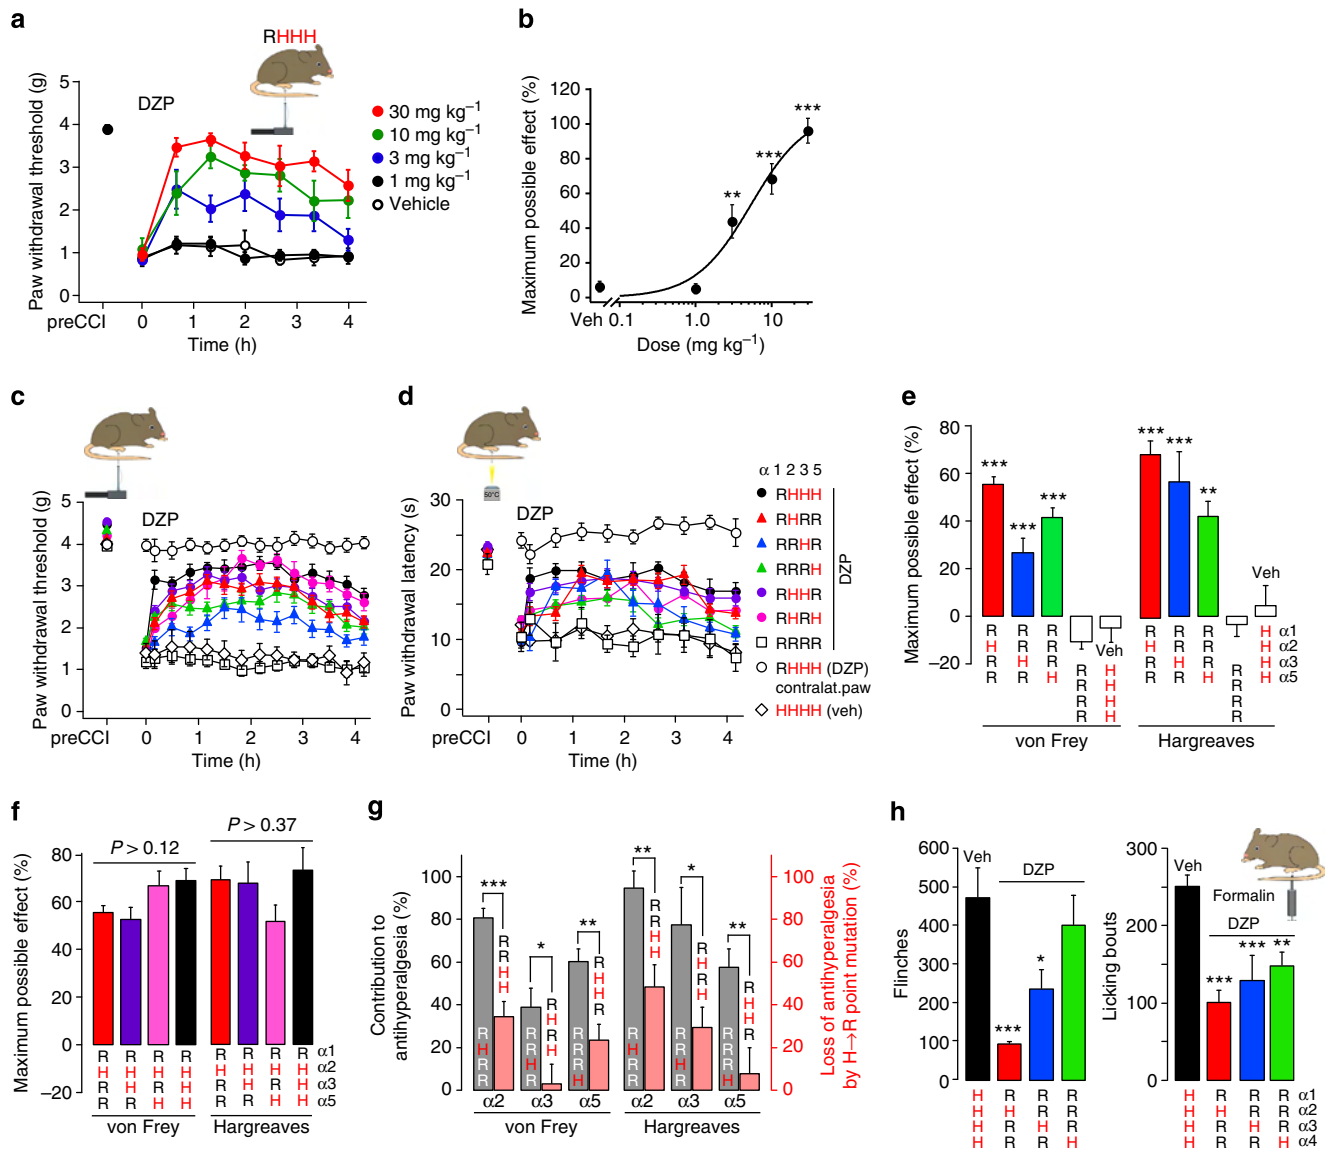 a
RHHH
Paw withdrawal threshold (g)
5
4
3
2
1
0
DZP
30 mg kg–1
10 mg kg–1
3 mg kg–1
1 mg kg–1
Vehicle
preCCI 0 1 2 3 4
Time (h)
b
Maximum possible effect (%)
120
100
80
60
40
20
0
**
***
***
Veh 0.1 1.0 10
Dose (mg kg–1)
c
Paw withdrawal threshold (g)
5
4
3
2
1
0
DZP
preCCI 0 1 2 3 4
Time (h)
d
50°C
Paw withdrawal latency (s)
30
20
10
0
DZP
preCCI 0 1 2 3 4
Time (h)
α 1 2 3 5
RHHH
RHRR
RRHR
RRRH
RHHR
RHRH
RRRR
DZP
RHHH (DZP)
contralat.paw
HHHH (veh)
e
Maximum possible effect (%)
80
60
40
20
0
–20
***
***
***
Veh
***
***
**
Veh
R R R R R R H α1
H R R H R R H α2
R H R R H R H α3
R R H R R H H α5
R H
R H
R H
R H
R
R
R
R
von Frey Hargreaves
f
Maximum possible effect (%)
80
60
40
20
0
–20
P > 0.12
P > 0.37
R R R R R R R R α1
H H H H H H H H α2
R H R H R H R H α3
R R H H R R H H α5
von Frey Hargreaves
g
Contribution to
antihyperalgesia (%)
100
80
60
40
20
0
***
*
**
**
*
**
R R H H
R H R H
R H H R
R R H H
R H R H
R H H R
R H R R
R R H R
R R R H
R H R R
R R H R
R R R H
α2 α3 α5 α2 α3 α5
von Frey Hargreaves
100
80
60
40
20
0
Loss of antihyperalgesia
by H→R point mutation (%)
h
Flinches
600
500
400
300
200
100
0
Veh
DZP
***
*
H R R R
H H R R
H R H R
H R R H
Licking bouts
300
200
100
0
Veh
Formalin
DZP
***
***
**
H R R R α1
H H R R α2
H R H R α3
H R R H α4